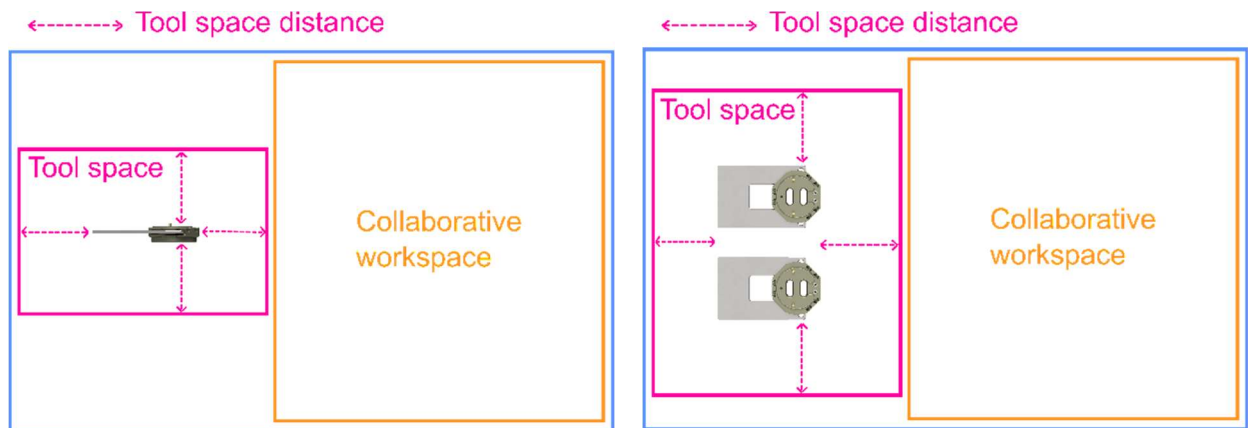 Tool space distance
Tool space
Collaborative
workspace
Tool space distance
Tool space
Collaborative
workspace